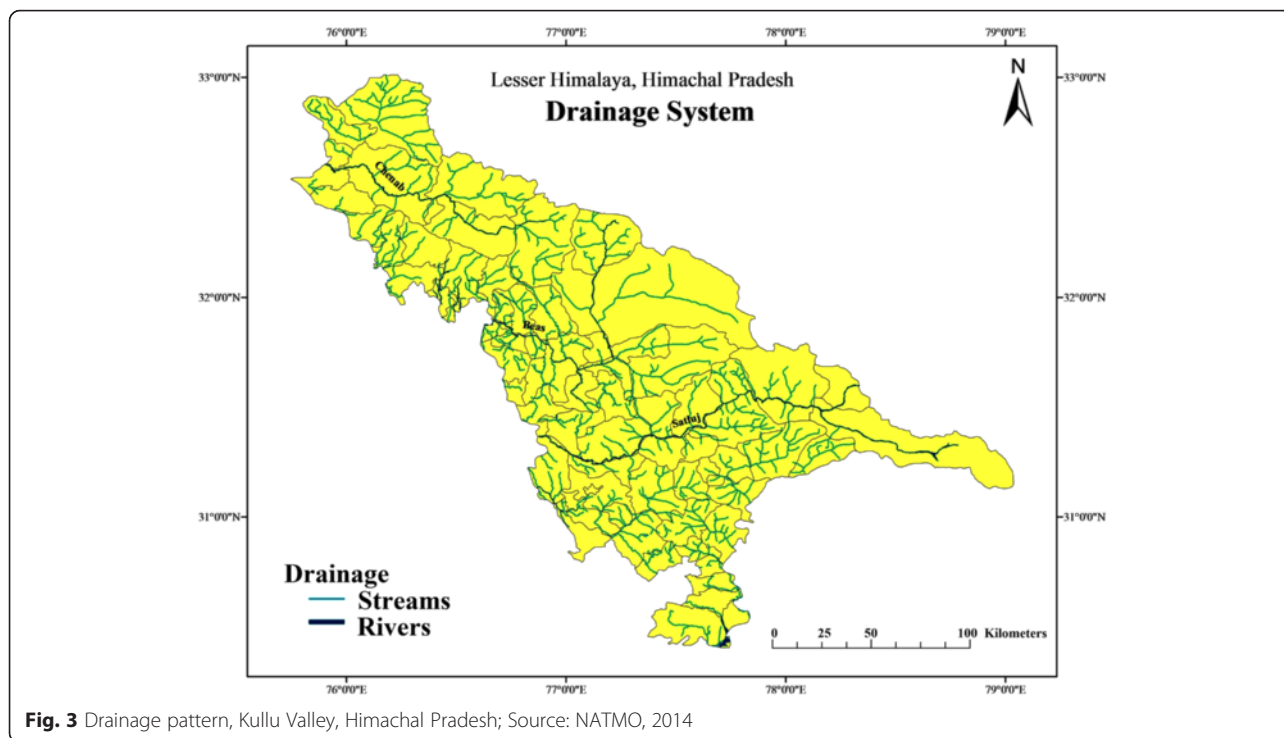 76°0'0"E 77°0'0"E 78°0'0"E 79°0'0"E
Lesser Himalaya, Himachal Pradesh
Drainage System
N
33°0'0"N 33°0'0"N
Chenab
32°0'0"N 32°0'0"N
Beas
Satluj
31°0'0"N 31°0'0"N
Drainage
Streams
Rivers
0 25 50 100 Kilometers
76°0'0"E 77°0'0"E 78°0'0"E 79°0'0"E
Fig. 3 Drainage pattern, Kullu Valley, Himachal Pradesh; Source: NATMO, 2014